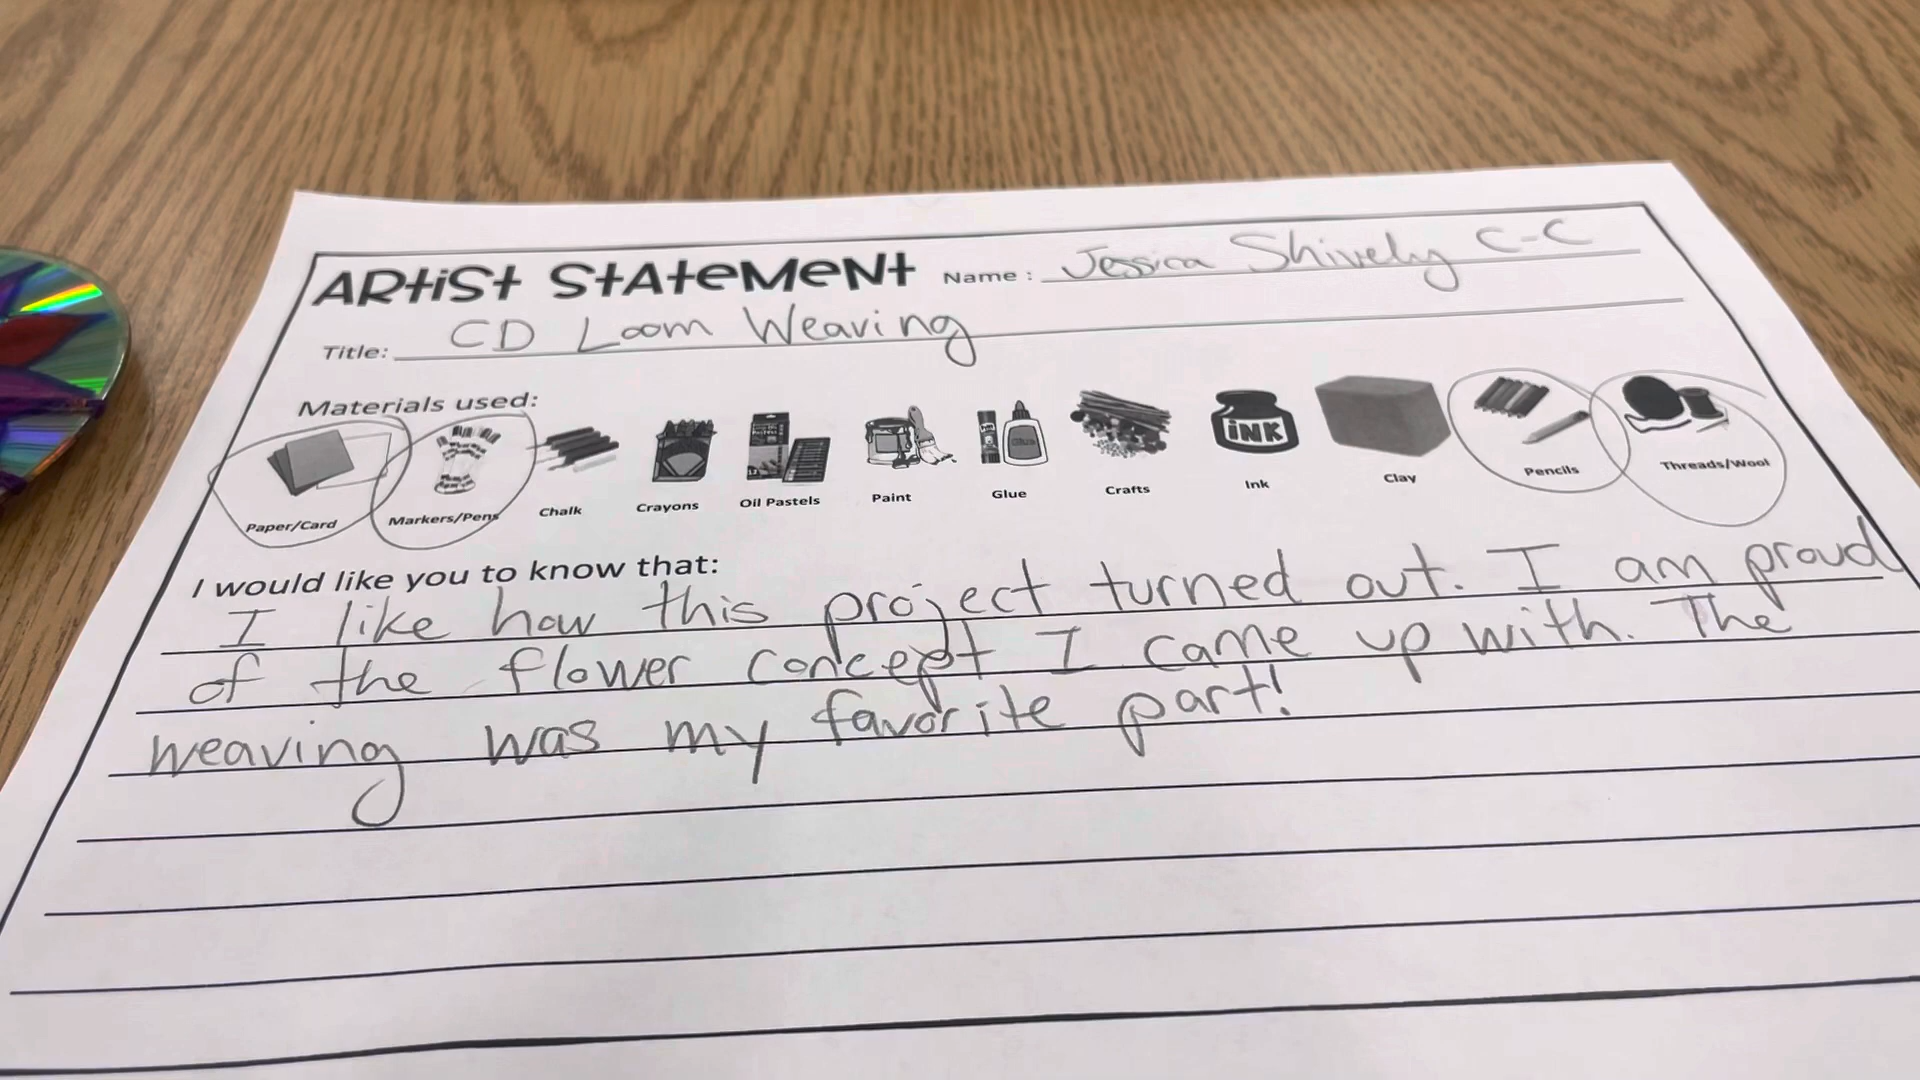 ARtiSt StAteMeNt Name : Jessica Shively C-C
Title: CD Loom Weaving
Materials used:
Paper/Card Markers/Pens Chalk Crayons Oil Pastels Paint Glue Crafts iNK Ink Clay Pencils Threads/Wool
I would like you to know that:
I like how this project turned out. I am proud
of the flower concept I came up with. The
weaving was my favorite part!